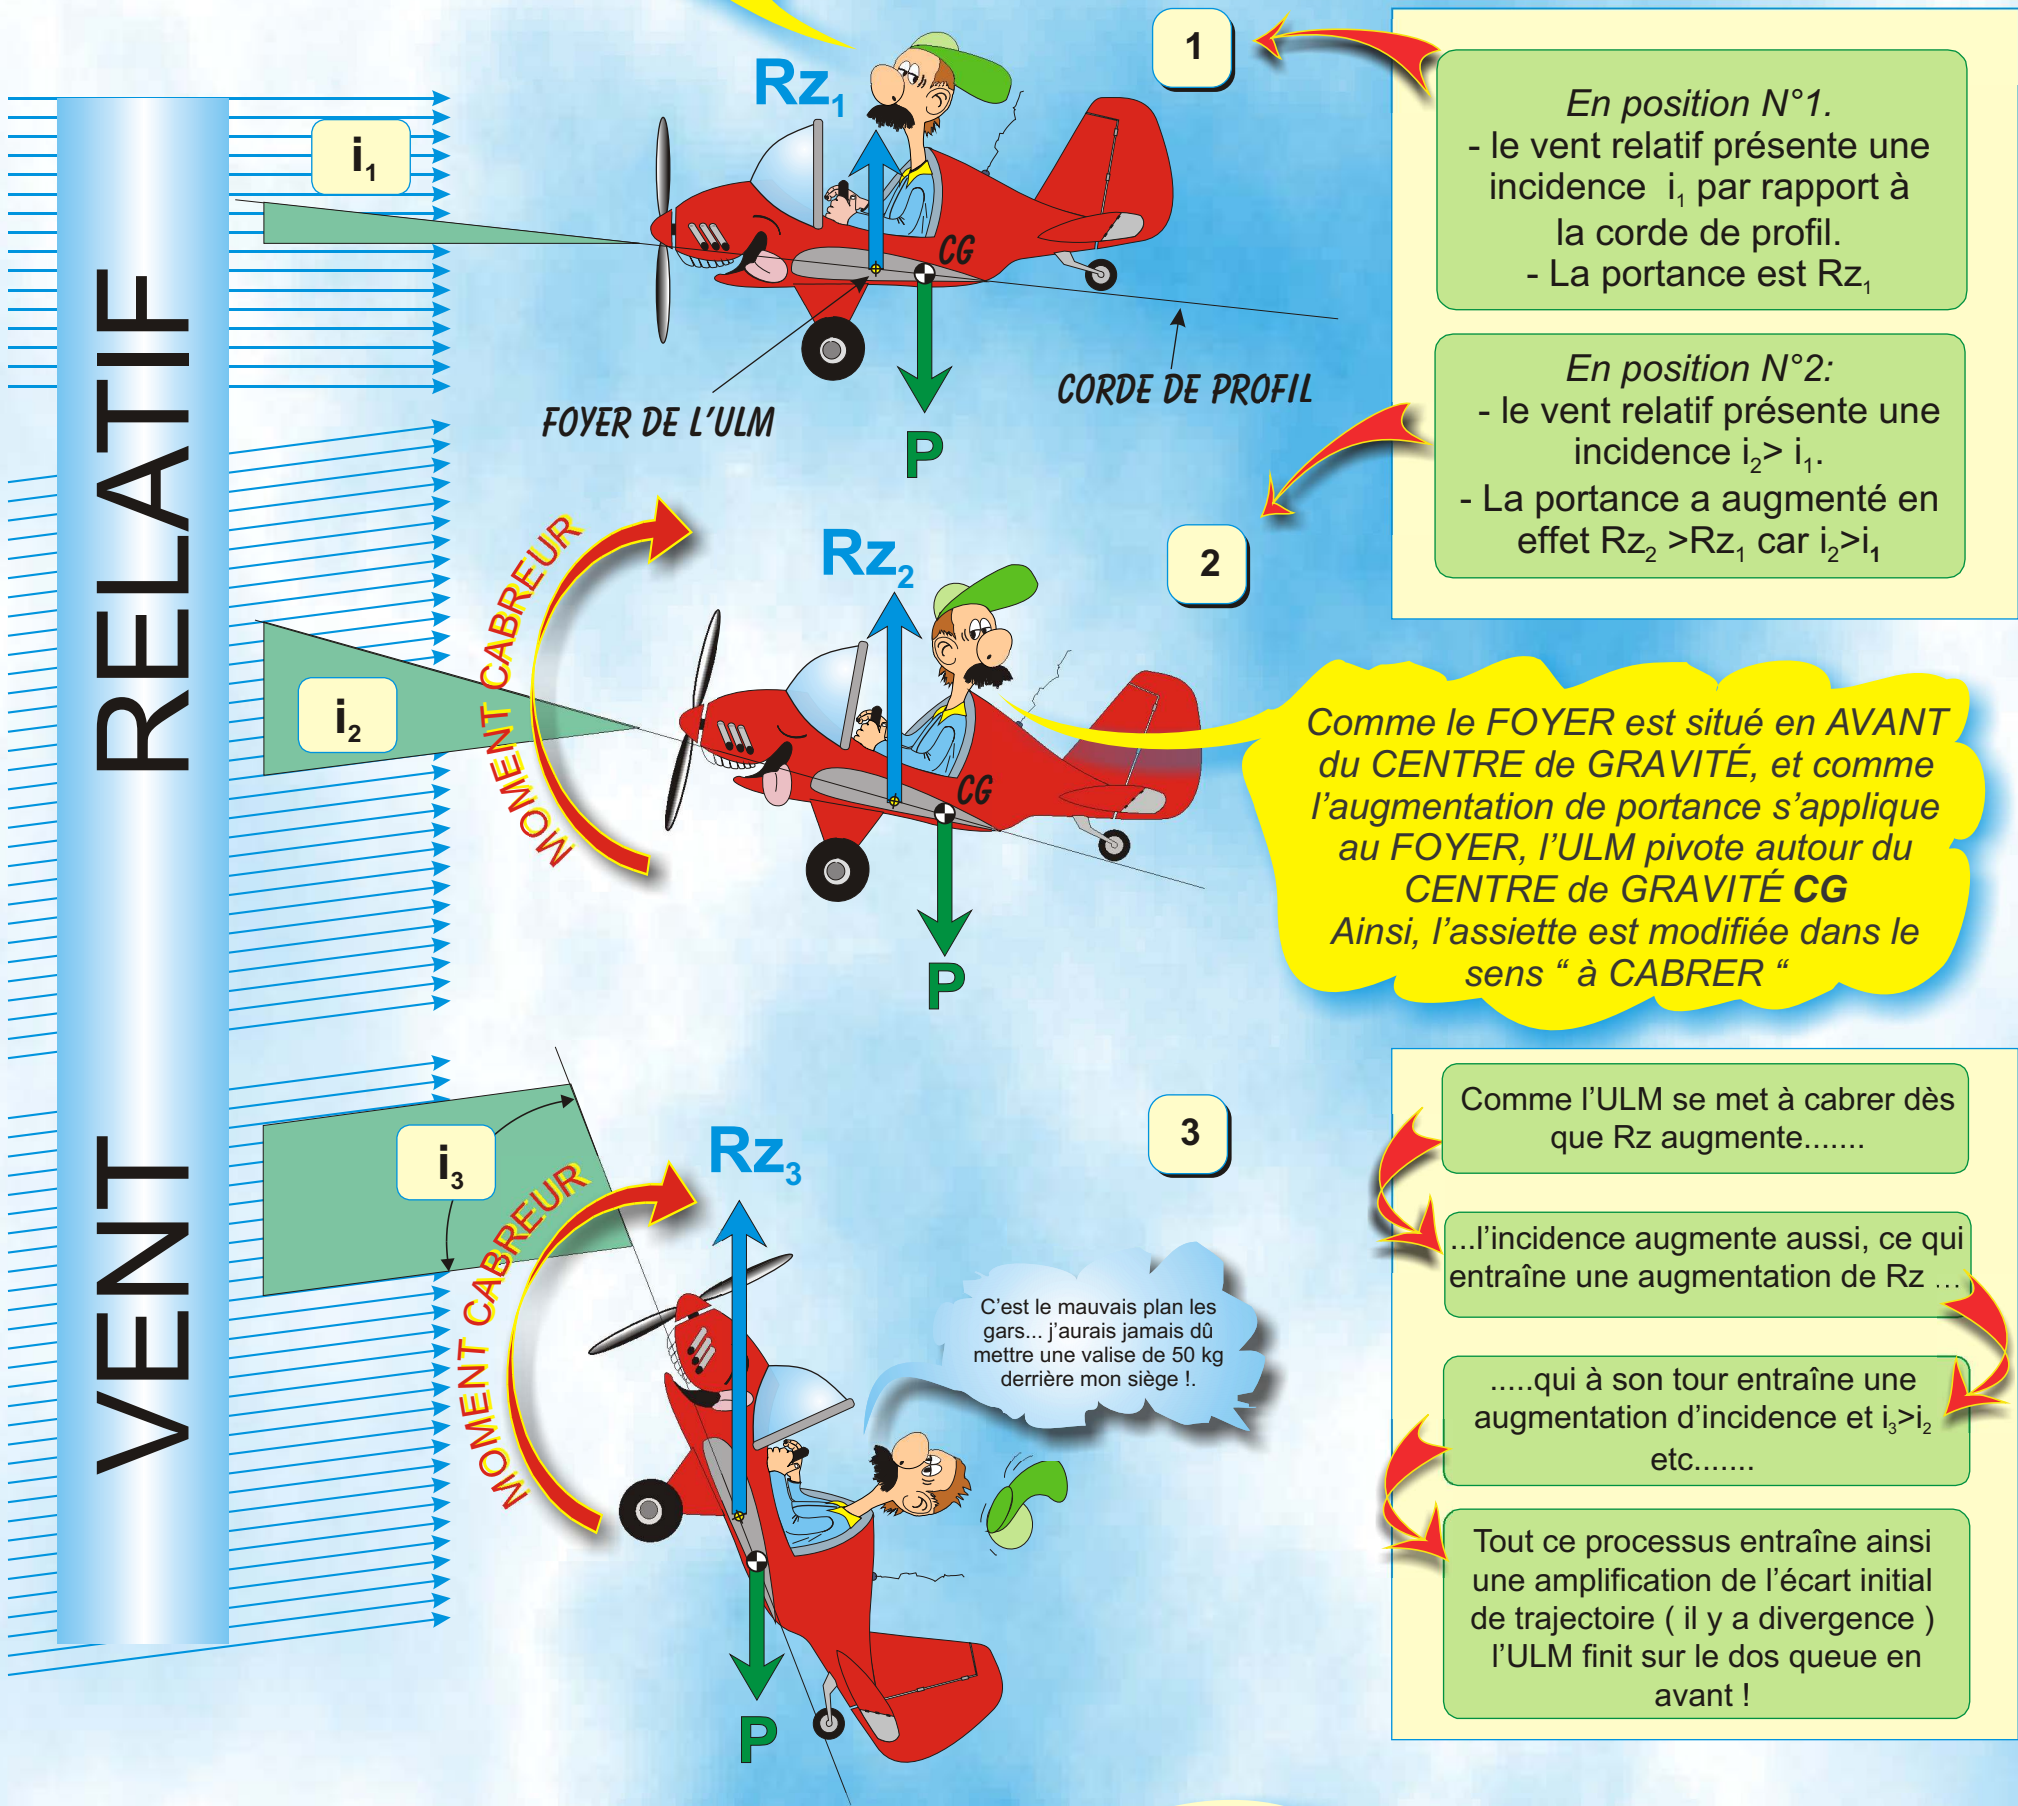 VENT RELATIF
1
Rz₁
i₁
CG
FOYER DE L'ULM
CORDE DE PROFIL
P
En position N°1.
- le vent relatif présente une
incidence i₁ par rapport à
la corde de profil.
- La portance est Rz₁
En position N°2:
- le vent relatif présente une
incidence i₂> i₁.
- La portance a augmenté en
effet Rz₂ >Rz₁ car i₂>i₁
2
Rz₂
i₂
MOMENT CABREUR
CG
P
Comme le FOYER est situé en AVANT
du CENTRE de GRAVITÉ, et comme
l'augmentation de portance s'applique
au FOYER, l'ULM pivote autour du
CENTRE de GRAVITÉ CG
Ainsi, l'assiette est modifiée dans le
sens “ à CABRER “
3
Rz₃
i₃
MOMENT CABREUR
P
C'est le mauvais plan les
gars... j'aurais jamais dû
mettre une valise de 50 kg
derrière mon siège !.
Comme l'ULM se met à cabrer dès
que Rz augmente.......
...l'incidence augmente aussi, ce qui
entraîne une augmentation de Rz ...
.....qui à son tour entraîne une
augmentation d'incidence et i₃>i₂
etc.......
Tout ce processus entraîne ainsi
une amplification de l'écart initial
de trajectoire ( il y a divergence )
l'ULM finit sur le dos queue en
avant !